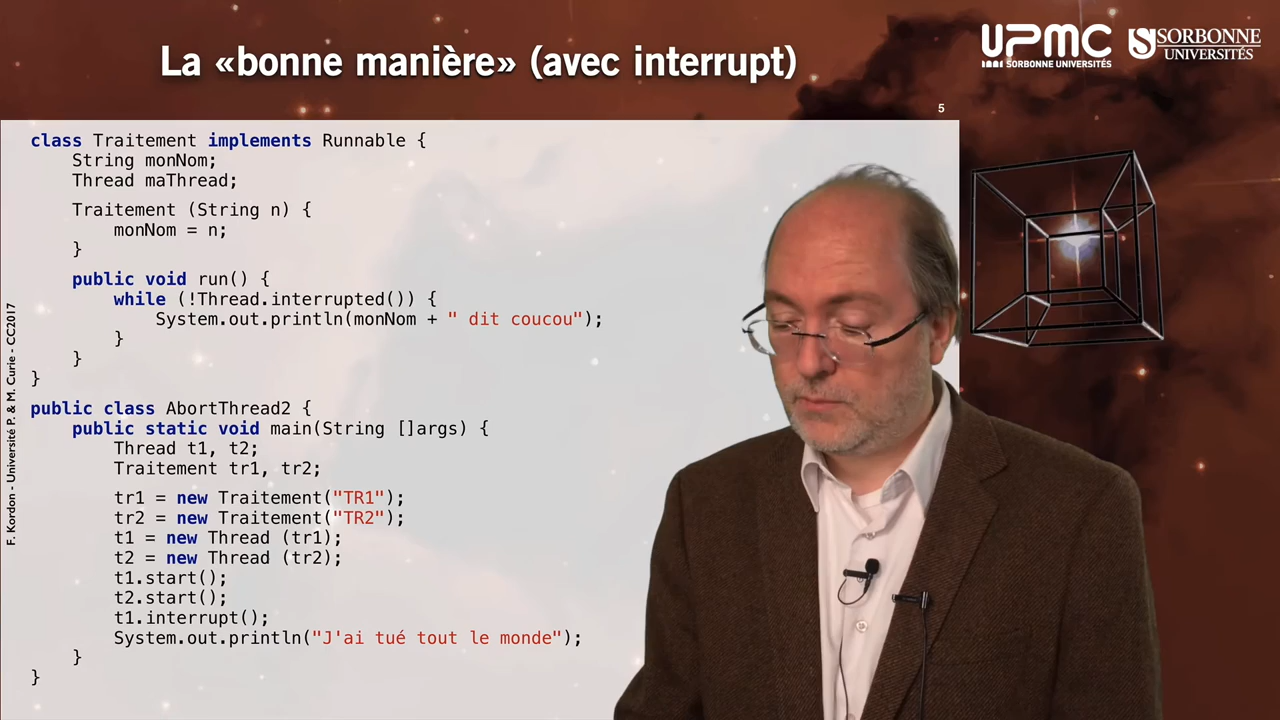 La «bonne manière» (avec interrupt)
UPMC
SORBONNE UNIVERSITÉS
SORBONNE
UNIVERSITÉS
5
class Traitement implements Runnable {
String monNom;
Thread maThread;
Traitement (String n) {
monNom = n;
}
public void run() {
while (!Thread.interrupted()) {
System.out.println(monNom + " dit coucou");
}
}
}
public class AbortThread2 {
public static void main(String []args) {
Thread t1, t2;
Traitement tr1, tr2;
tr1 = new Traitement("TR1");
tr2 = new Traitement("TR2");
t1 = new Thread (tr1);
t2 = new Thread (tr2);
t1.start();
t2.start();
t1.interrupt();
System.out.println("J'ai tué tout le monde");
}
}
F. Kordon - Université P. & M. Curie - CC2017